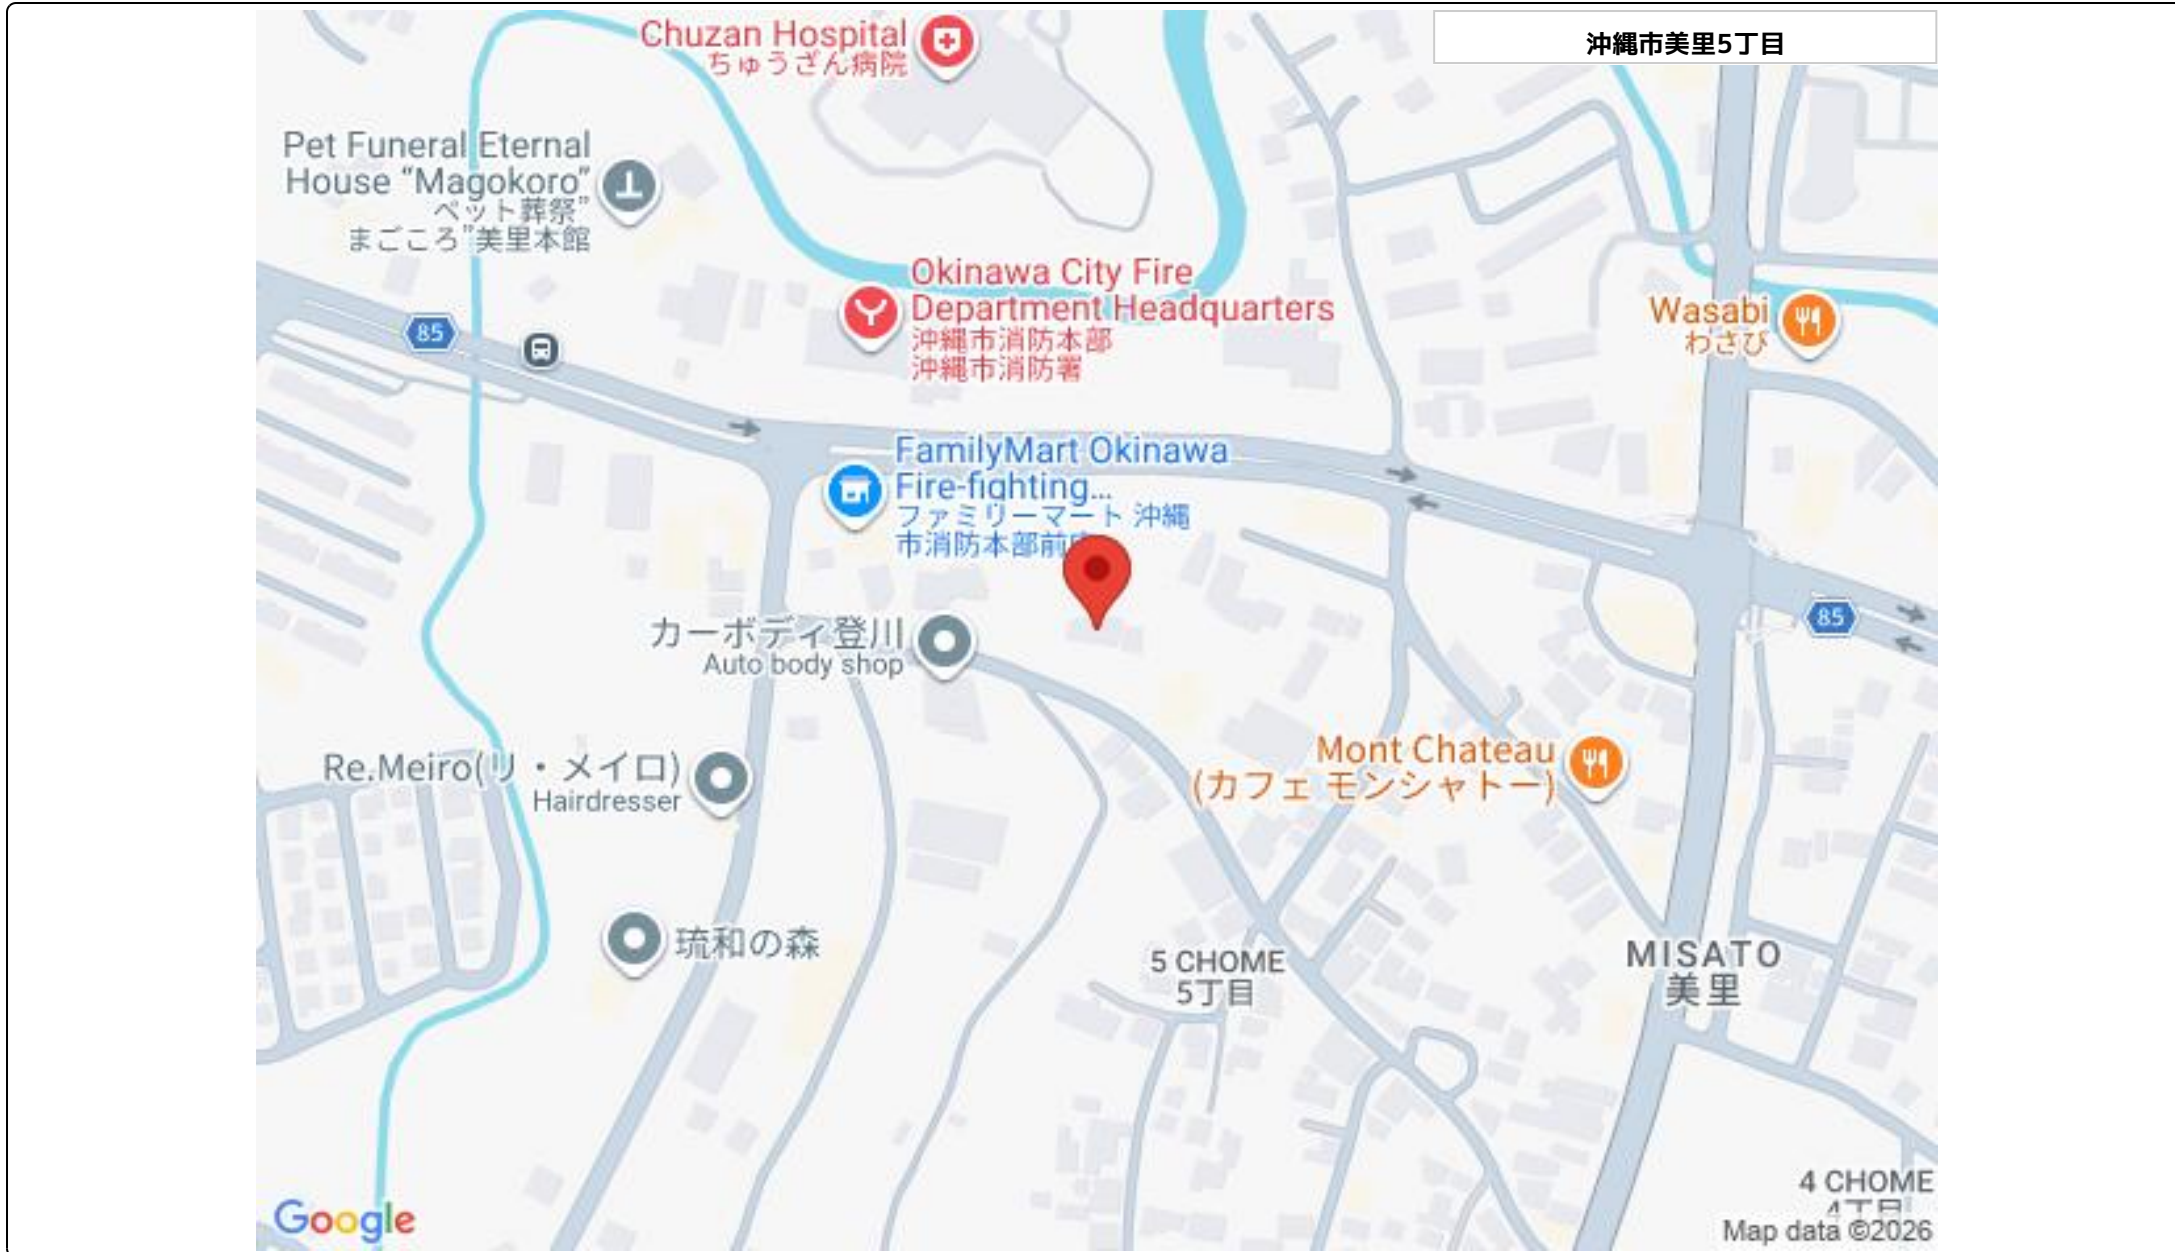 Chuzan Hospital
ちゅうざん病院
沖縄市美里5丁目
Pet Funeral Eternal
House “Magokoro”
ペット葬祭”
まごころ”美里本館
Okinawa City Fire
Department Headquarters
沖縄市消防本部
沖縄市消防署
Wasabi
わさび
85
FamilyMart Okinawa
Fire-fighting...
ファミリーマート 沖縄
市消防本部前
カーボディ登川
Auto body shop
85
Re.Meiro(リ・メイロ)
Hairdresser
Mont Chateau
(カフェ モンシャトー)
琉和の森
5 CHOME
5丁目
MISATO
美里
4 CHOME
4丁目
Google
Map data ©2026